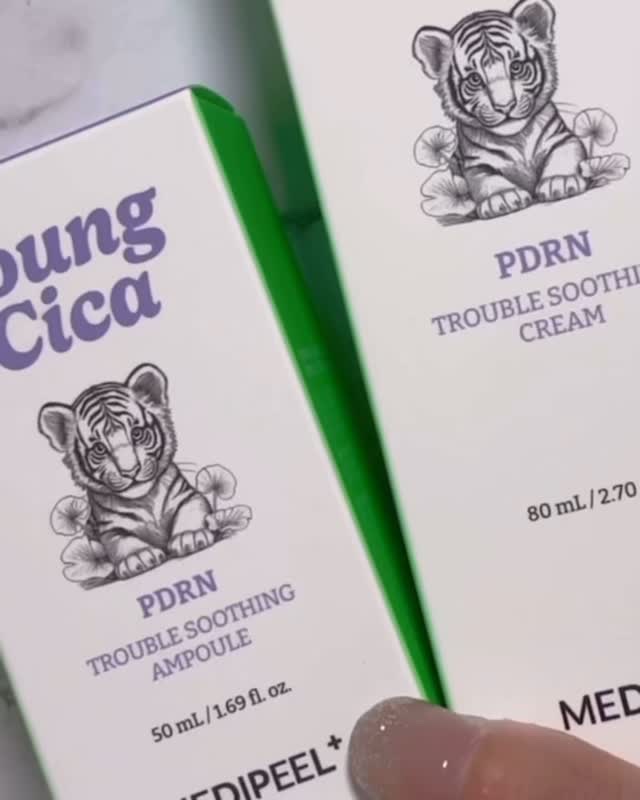 oung
Cica
PDRN
TROUBLE SOOTHING
AMPOULE
50 mL / 1.69 fl. oz.
MEDIPEEL+
PDRN
TROUBLE SOOTHI
CREAM
80 mL / 2.70
MED